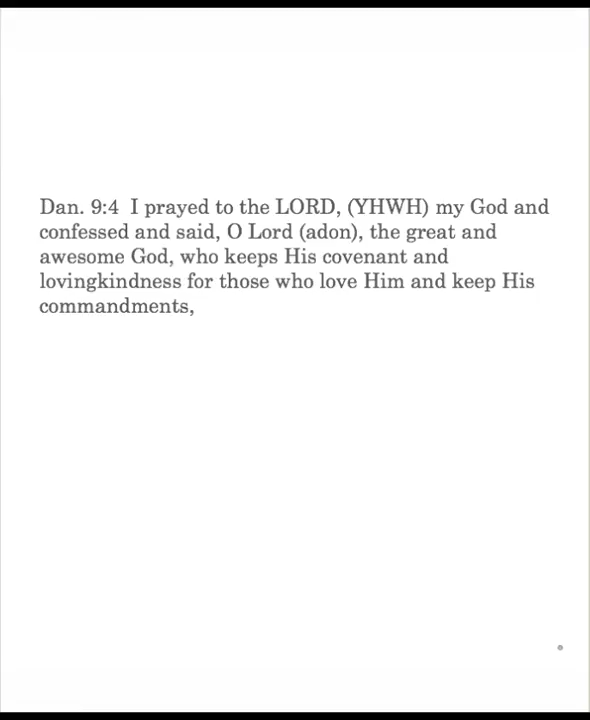 Dan. 9:4  I prayed to the LORD, (YHWH) my God and
confessed and said, O Lord (adon), the great and
awesome God, who keeps His covenant and
lovingkindness for those who love Him and keep His
commandments,